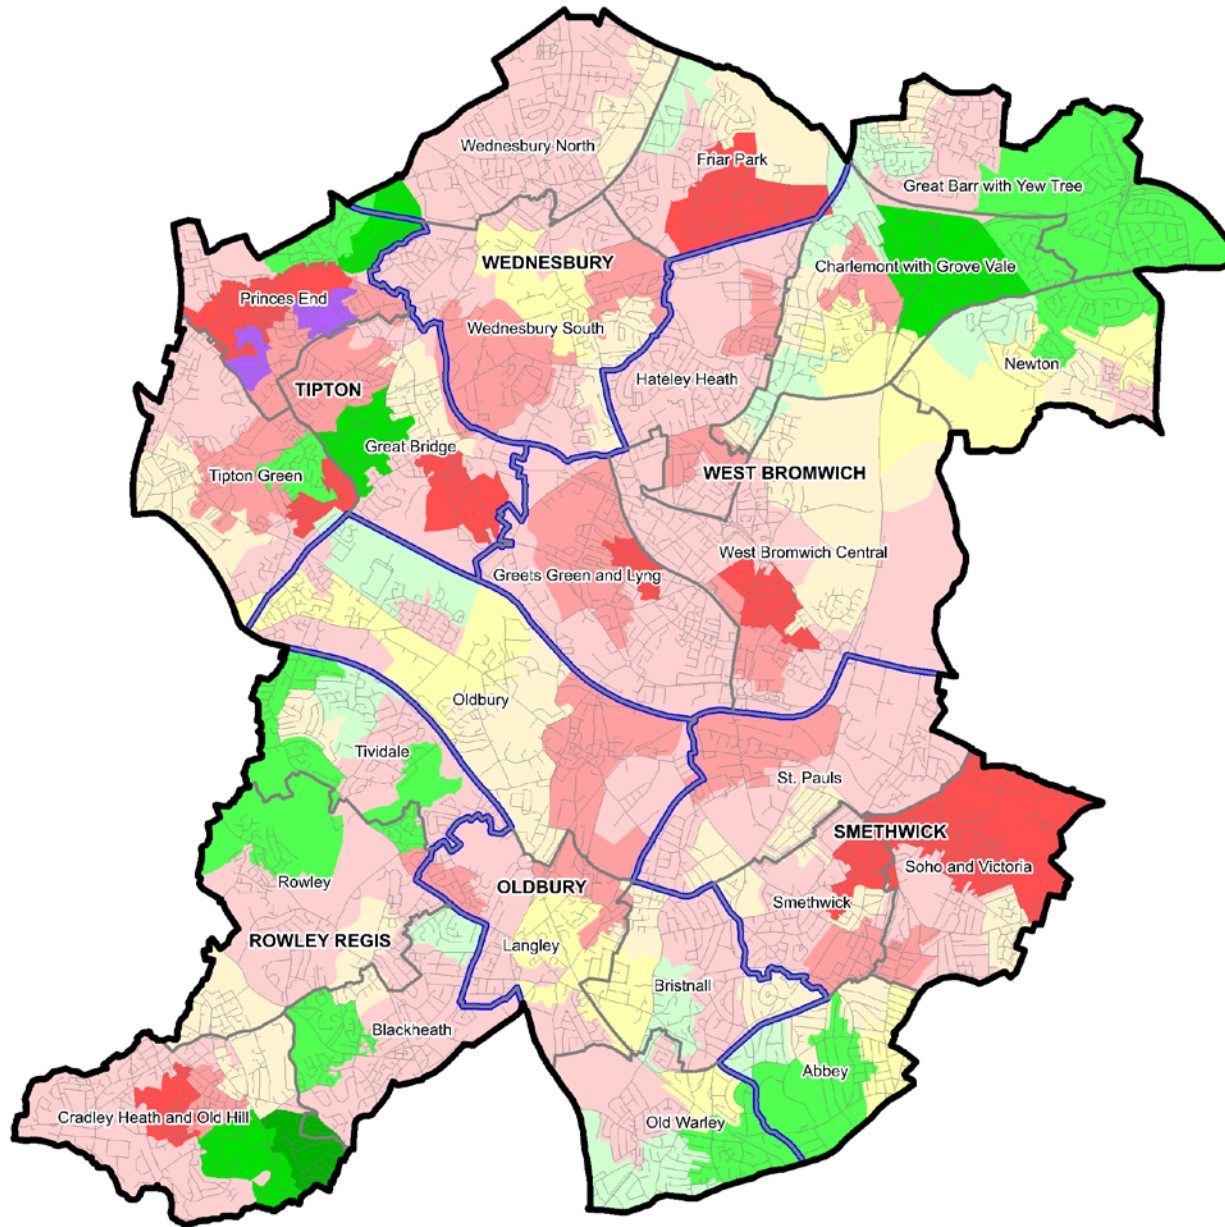 Wednesbury North
Friar Park
Great Barr with Yew Tree
WEDNESBURY
Charlemont with Grove Vale
Princes End
Wednesbury South
Newton
Hateley Heath
TIPTON
Great Bridge
Tipton Green
WEST BROMWICH
West Bromwich Central
Greets Green and Lyng
Oldbury
Tividale
St. Pauls
SMETHWICK
Soho and Victoria
Rowley
OLDBURY
Smethwick
ROWLEY REGIS
Langley
Bristnall
Blackheath
Abbey
Cradley Heath and Old Hill
Old Warley